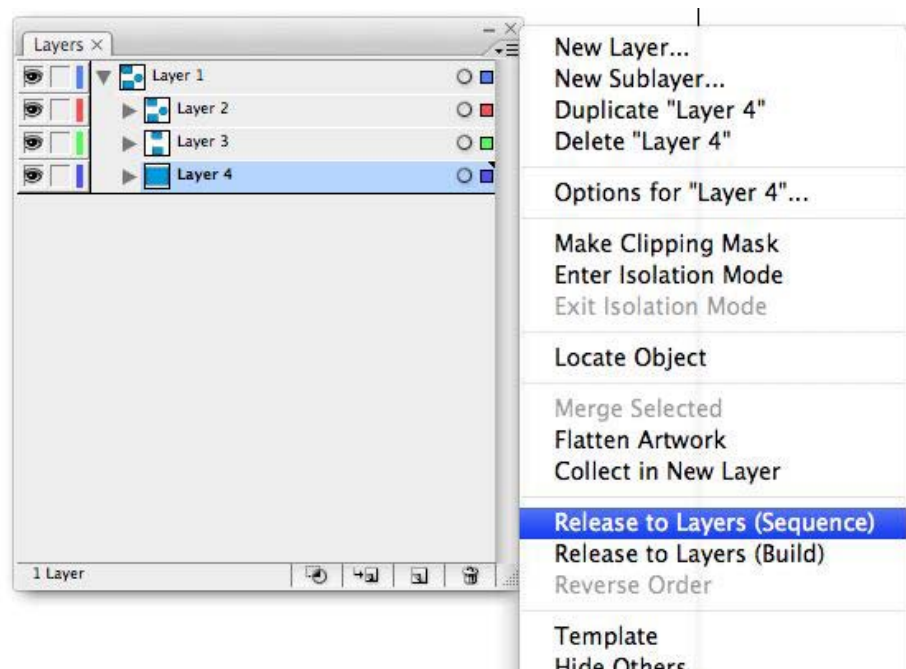 Layers ×
Layer 1
Layer 2
Layer 3
Layer 4
1 Layer
New Layer...
New Sublayer...
Duplicate "Layer 4"
Delete "Layer 4"
Options for "Layer 4"...
Make Clipping Mask
Enter Isolation Mode
Exit Isolation Mode
Locate Object
Merge Selected
Flatten Artwork
Collect in New Layer
Release to Layers (Sequence)
Release to Layers (Build)
Reverse Order
Template
Hide Others